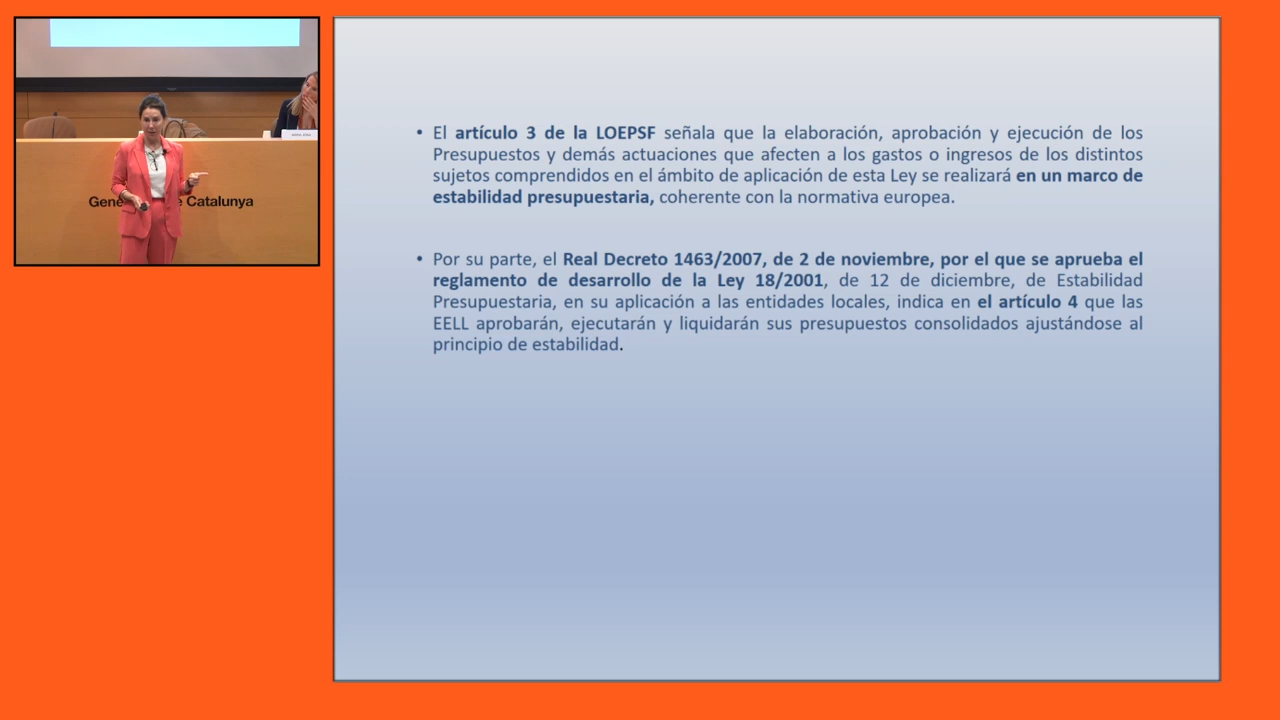 Gene
e Catalunya
• El artículo 3 de la LOEPSF señala que la elaboración, aprobación y ejecución de los
Presupuestos y demás actuaciones que afecten a los gastos o ingresos de los distintos
sujetos comprendidos en el ámbito de aplicación de esta Ley se realizará en un marco de
estabilidad presupuestaria, coherente con la normativa europea.
• Por su parte, el Real Decreto 1463/2007, de 2 de noviembre, por el que se aprueba el
reglamento de desarrollo de la Ley 18/2001, de 12 de diciembre, de Estabilidad
Presupuestaria, en su aplicación a las entidades locales, indica en el artículo 4 que las
EELL aprobarán, ejecutarán y liquidarán sus presupuestos consolidados ajustándose al
principio de estabilidad.